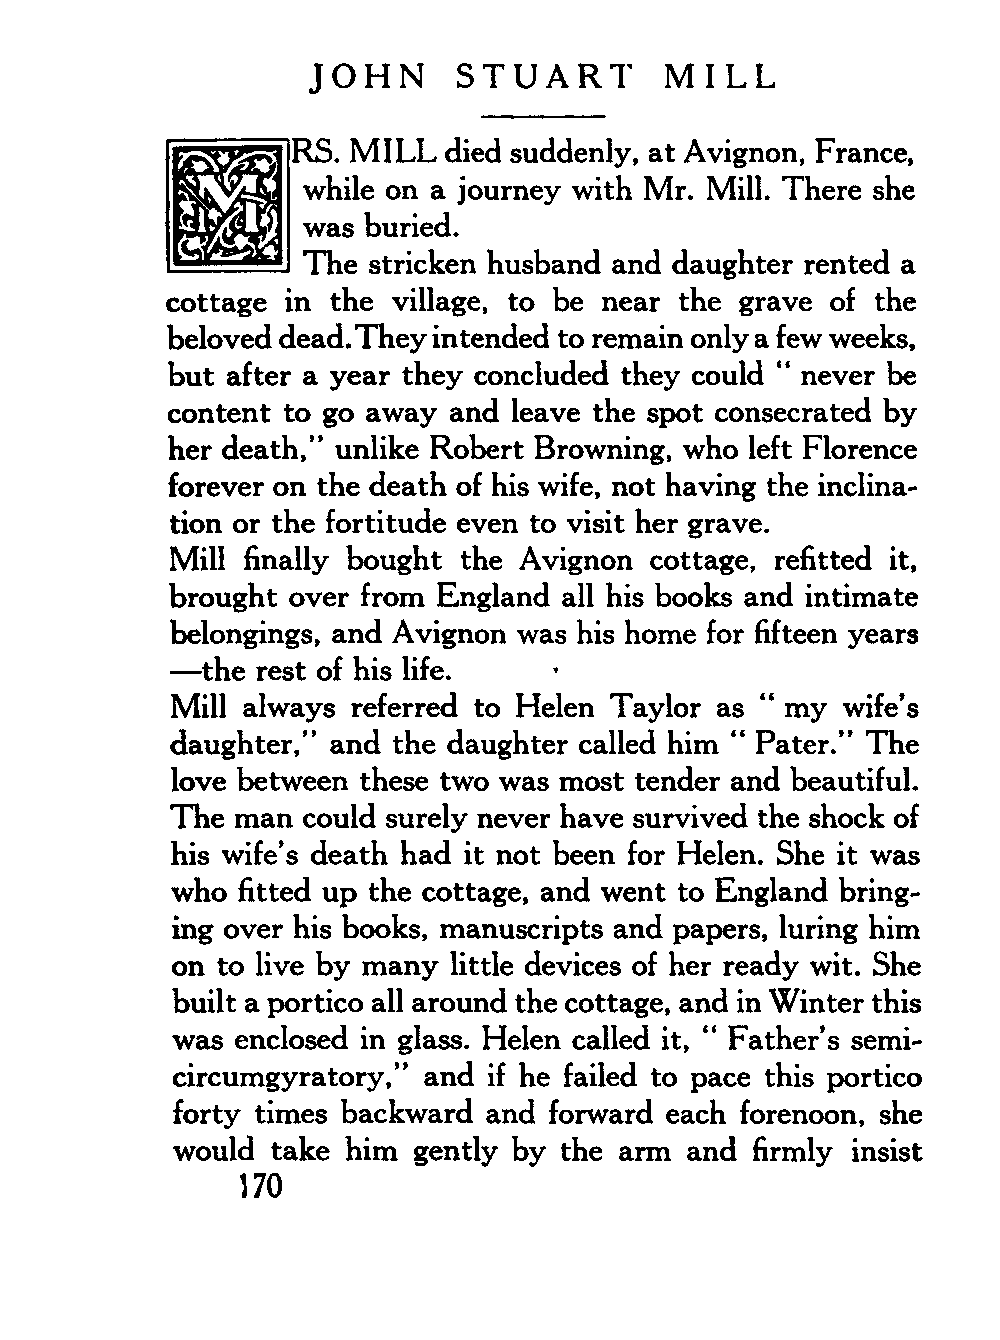 JOHN STUART MILL
MRS. MILL died suddenly, at Avignon, France,
while on a journey with Mr. Mill. There she
was buried.
The stricken husband and daughter rented a
cottage in the village, to be near the grave of the
beloved dead. They intended to remain only a few weeks,
but after a year they concluded they could “ never be
content to go away and leave the spot consecrated by
her death,” unlike Robert Browning, who left Florence
forever on the death of his wife, not having the inclina-
tion or the fortitude even to visit her grave.
Mill finally bought the Avignon cottage, refitted it,
brought over from England all his books and intimate
belongings, and Avignon was his home for fifteen years
—the rest of his life.
Mill always referred to Helen Taylor as “ my wife's
daughter,” and the daughter called him “ Pater.” The
love between these two was most tender and beautiful.
The man could surely never have survived the shock of
his wife's death had it not been for Helen. She it was
who fitted up the cottage, and went to England bring-
ing over his books, manuscripts and papers, luring him
on to live by many little devices of her ready wit. She
built a portico all around the cottage, and in Winter this
was enclosed in glass. Helen called it, “ Father's semi-
circumgyratory,” and if he failed to pace this portico
forty times backward and forward each forenoon, she
would take him gently by the arm and firmly insist
170